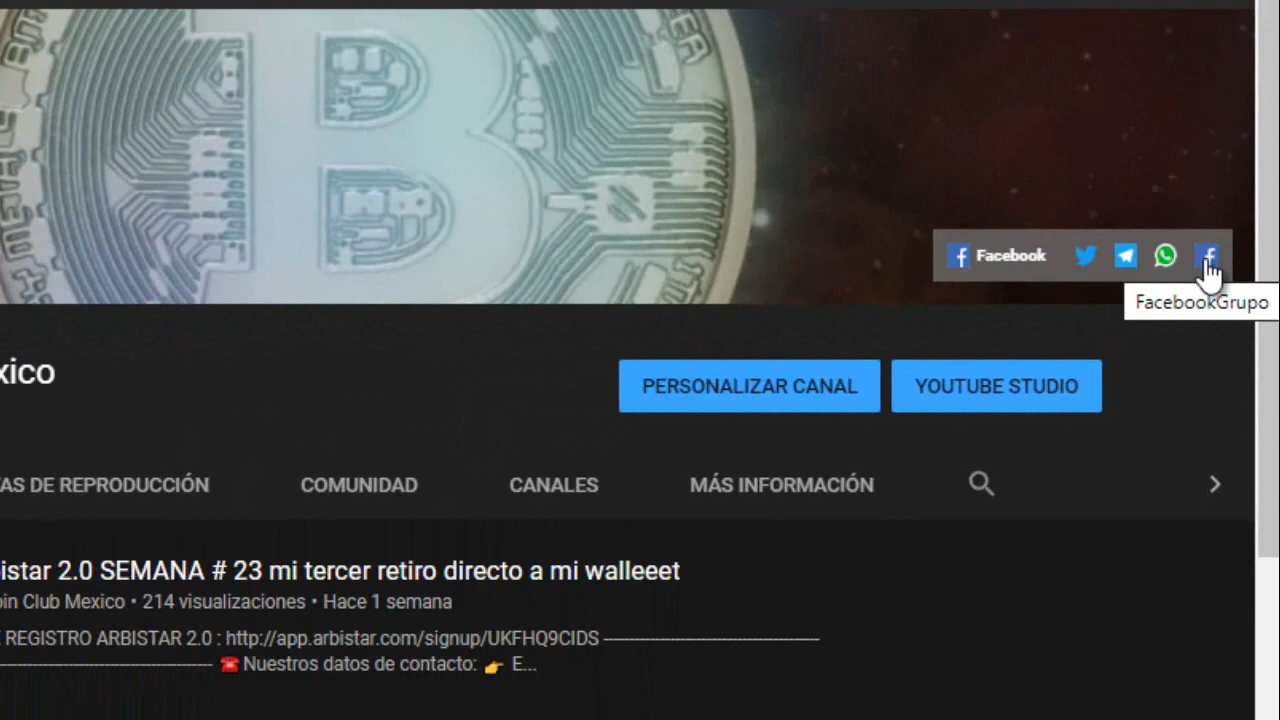 Facebook
FacebookGrupo
xico
PERSONALIZAR CANAL
YOUTUBE STUDIO
AS DE REPRODUCCIÓN
COMUNIDAD
CANALES
MÁS INFORMACIÓN
istar 2.0 SEMANA # 23 mi tercer retiro directo a mi walleeet
in Club Mexico • 214 visualizaciones • Hace 1 semana
E REGISTRO ARBISTAR 2.0 : http://app.arbistar.com/signup/UKFHQ9CIDS ----------------------------------------------
---------------------------------------------- ☎️Nuestros datos de contacto: 👉 E...